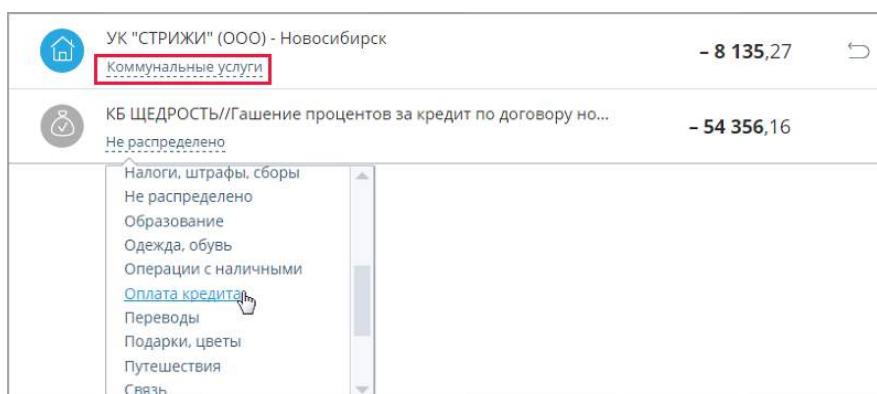 УК "СТРИЖИ" (ООО) - Новосибирск
– 8 135,27
Коммунальные услуги
КБ ЩЕДРОСТЬ//Гашение процентов за кредит по договору но...
– 54 356,16
Не распределено
Налоги, штрафы, сборы
Не распределено
Образование
Одежда, обувь
Операции с наличными
Оплата кредита
Переводы
Подарки, цветы
Путешествия
Связь